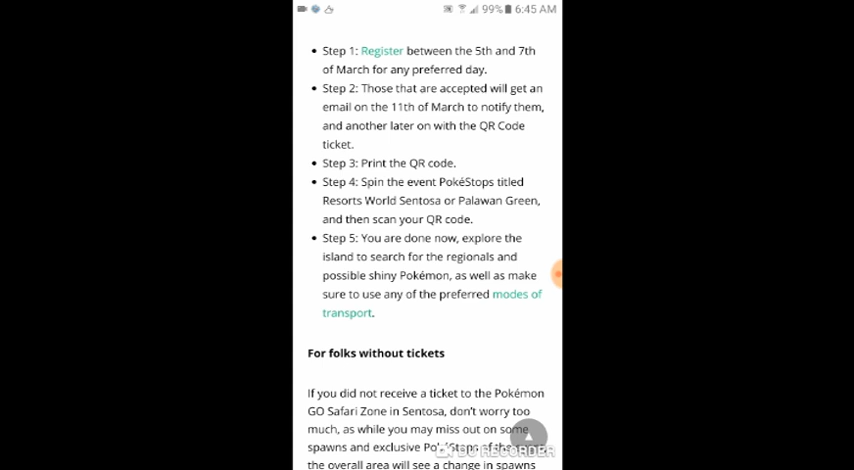 99% 6:45 AM
Step 1: Register between the 5th and 7th
of March for any preferred day.
Step 2: Those that are accepted will get an
email on the 11th of March to notify them,
and another later on with the QR Code
ticket.
Step 3: Print the QR code.
Step 4: Spin the event PokéStops titled
Resorts World Sentosa or Palawan Green,
and then scan your QR code.
Step 5: You are done now, explore the
island to search for the regionals and
possible shiny Pokémon, as well as make
sure to use any of the preferred modes of
transport.
For folks without tickets
If you did not receive a ticket to the Pokémon
GO Safari Zone in Sentosa, don't worry too
much, as while you may miss out on some
spawns and exclusive PokéStops of the
DU RECORDER
the overall area will see a change in spawns